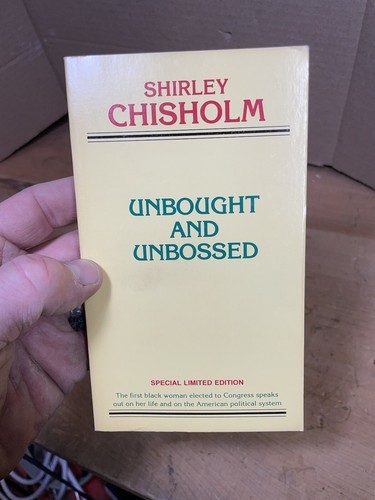 SHIRLEY
CHISHOLM
UNBOUGHT
AND
UNBOSSED
SPECIAL LIMITED EDITION
The first black woman elected to Congress speaks
out on her life and on the American political system